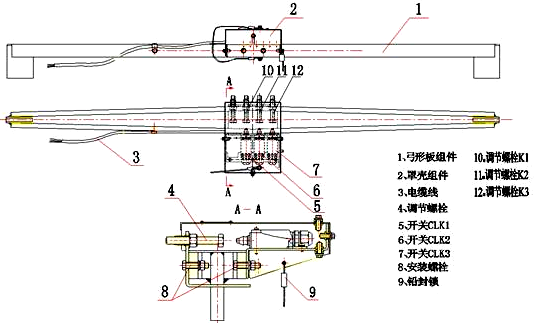 2
1
A
10 11 12
3
7
6
A
5
A-A
4
8
9
1、弓形板组件
2、罩壳组件
3、电缆线
4、调节螺栓
5、开关CLK1
6、开关CLK2
7、开关CLK3
8、安装螺栓
9、铅封锁
10、调节螺栓K1
11、调节螺栓K2
12、调节螺栓K3